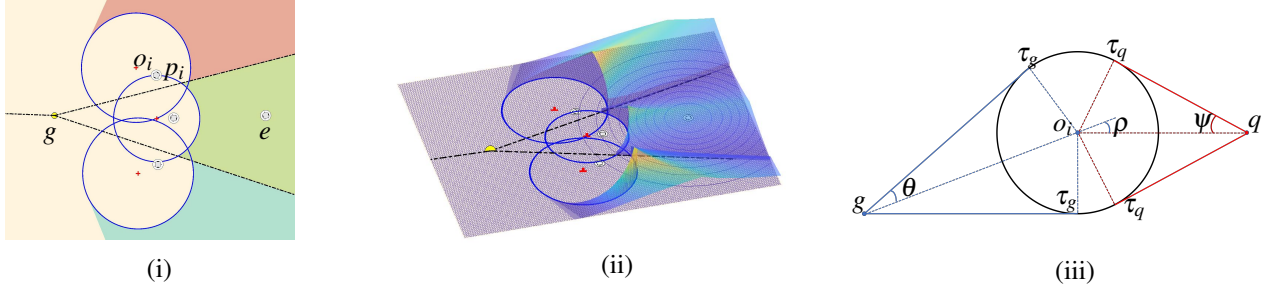 o_i p_i
g
e
(i)
(ii)
τ_g τ_q
ψ q
o_i ρ
θ
g τ_g τ_q
(iii)